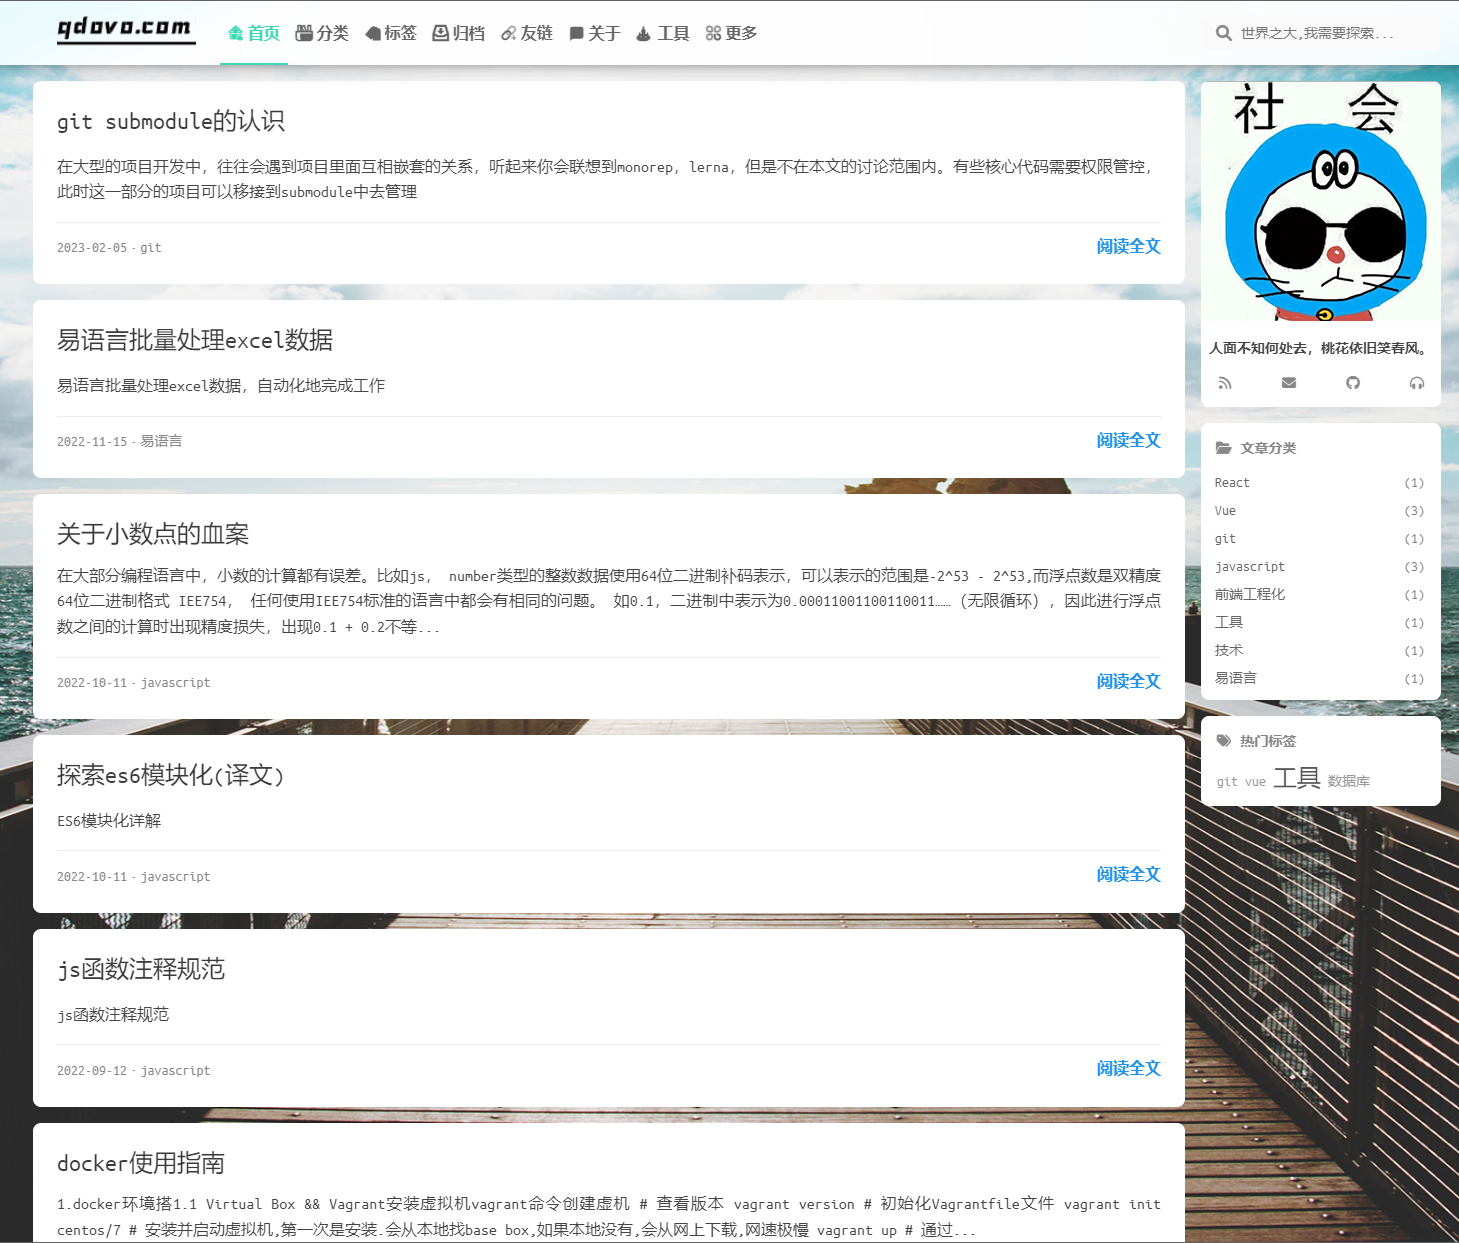 qdovo.com
首页 分类 标签 归档 友链 关于 工具 更多
世界之大,我需要探索...
git submodule的认识
在大型的项目开发中，往往会遇到项目里面互相嵌套的关系，听起来你会联想到monorep，lerna，但是不在本文的讨论范围内。有些核心代码需要权限管控，
此时这一部分的项目可以移接到submodule中去管理
2023-02-05 · git
阅读全文
易语言批量处理excel数据
易语言批量处理excel数据，自动化地完成工作
2022-11-15 · 易语言
阅读全文
关于小数点的血案
在大部分编程语言中，小数的计算都有误差。比如js， number类型的整数数据使用64位二进制补码表示，可以表示的范围是-2^53 - 2^53,而浮点数是双精度
64位二进制格式 IEE754， 任何使用IEE754标准的语言中都会有相同的问题。 如0.1，二进制中表示为0.00011001100110011……（无限循环），因此进行浮点
数之间的计算时出现精度损失，出现0.1 + 0.2不等...
2022-10-11 · javascript
阅读全文
探索es6模块化(译文)
ES6模块化详解
2022-10-11 · javascript
阅读全文
js函数注释规范
js函数注释规范
2022-09-12 · javascript
阅读全文
docker使用指南
1.docker环境搭1.1 Virtual Box && Vagrant安装虚拟机vagrant命令创建虚机 # 查看版本 vagrant version # 初始化Vagrantfile文件 vagrant init
centos/7 # 安装并启动虚拟机,第一次是安装.会从本地找base box,如果本地没有,会从网上下载,网速极慢 vagrant up # 通过...
社 会
人面不知何处去，桃花依旧笑春风。
文章分类
React (1)
Vue (3)
git (1)
javascript (3)
前端工程化 (1)
工具 (1)
技术 (1)
易语言 (1)
热门标签
git vue 工具 数据库